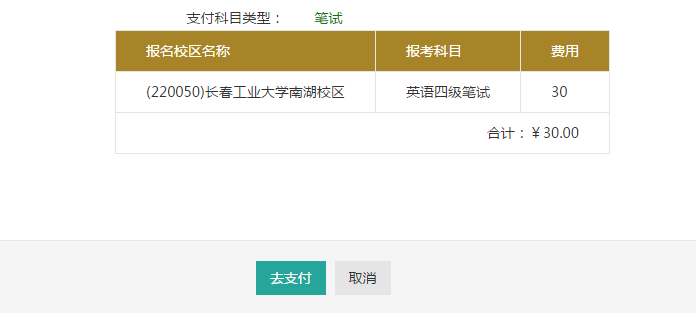 支付科目类型： 笔试
报名校区名称 报考科目 费用
(220050)长春工业大学南湖校区 英语四级笔试 30
合计：￥30.00
去支付 取消